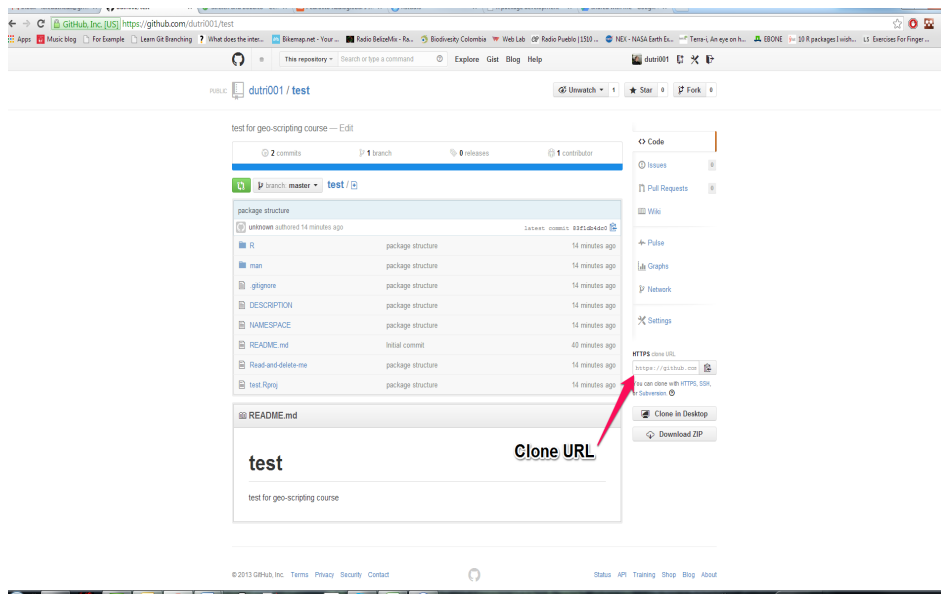 GitHub, Inc. [US] https://github.com/dutri001/test
Apps Music blog For Example Learn Git Branching What does the inter... Bikemap.net - Your ... Radio BelizeMix - Ra... Biodivesity Colombia Web Lab Radio Pueblo (1510 ... NEX - NASA Earth Ex... Terra-i, An eye on h... EBONE 10 R packages I wish... Exercises For Finger ...
This repository Search or type a command Explore Gist Blog Help dutri001
PUBLIC dutri001 / test Unwatch 1 Star 0 Fork 0
test for geo-scripting course — Edit
2 commits 1 branch 0 releases 1 contributor
branch: master test /
package structure
unknown authored 14 minutes ago latest commit
R package structure 14 minutes ago
man package structure 14 minutes ago
.gitignore package structure 14 minutes ago
DESCRIPTION package structure 14 minutes ago
NAMESPACE package structure 14 minutes ago
README.md Initial commit 40 minutes ago
Read-and-delete-me package structure 14 minutes ago
test.Rproj package structure 14 minutes ago
README.md
test
test for geo-scripting course
Code
Issues 0
Pull Requests 0
Wiki
Pulse
Graphs
Network
Settings
HTTPS clone URL
https://github.com
You can clone with HTTPS, SSH,
or Subversion.
Clone in Desktop
Download ZIP
Clone URL
© 2013 GitHub, Inc. Terms Privacy Security Contact Status API Training Shop Blog About